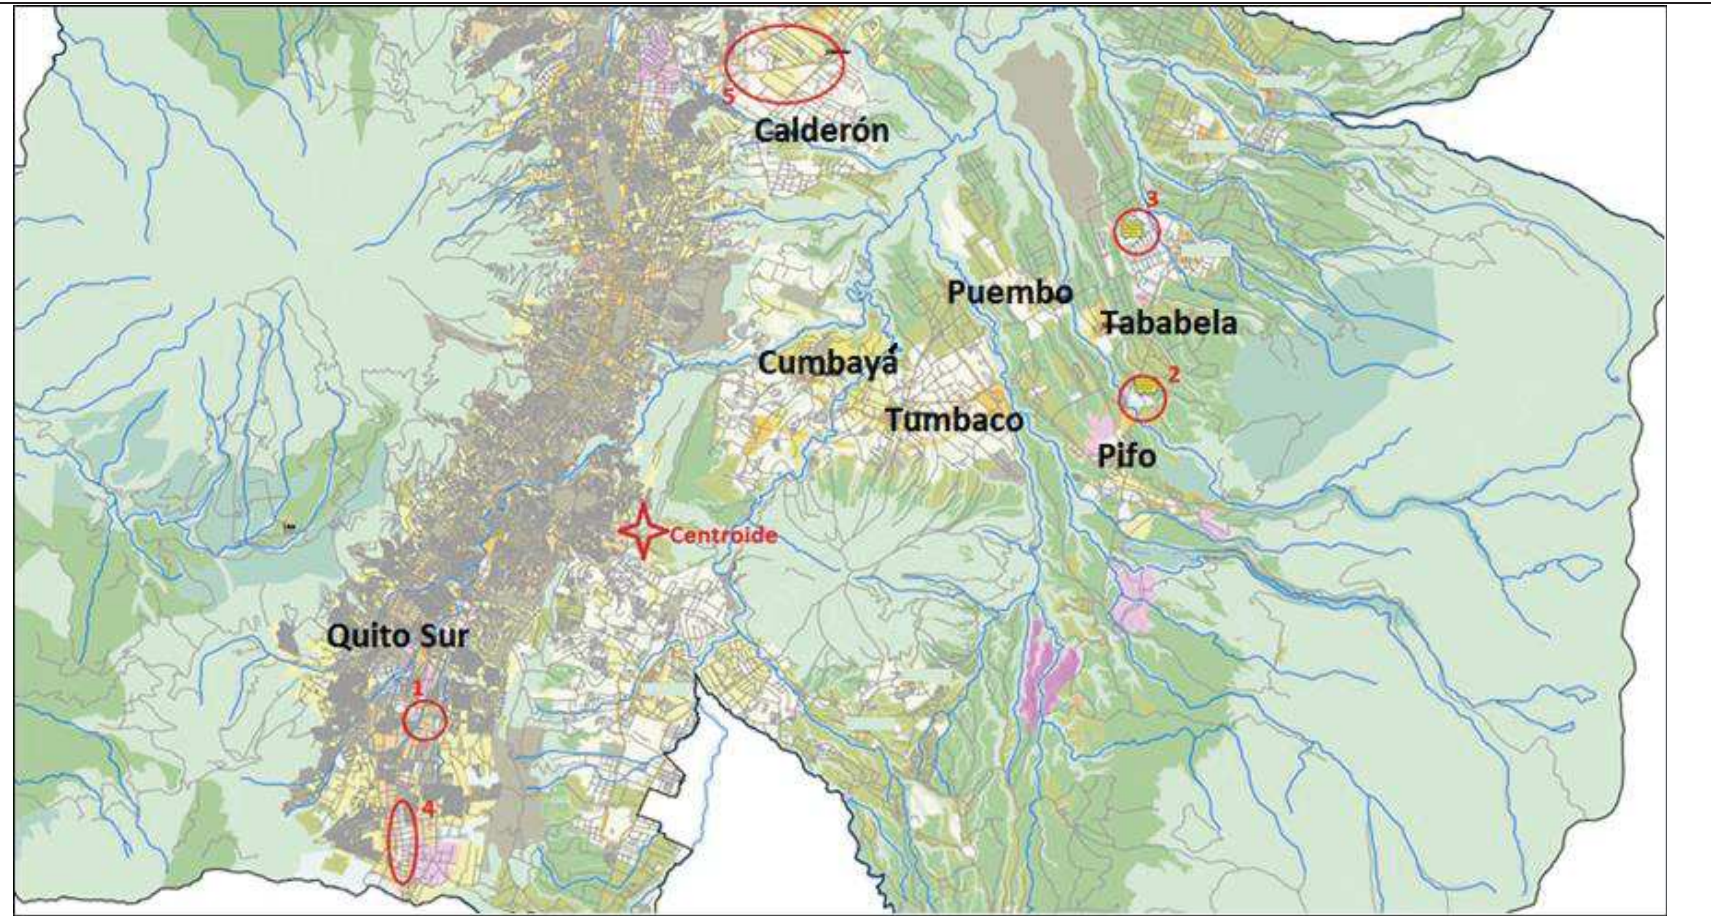 5
Calderón
3
Puembo
Tababela
Cumbayá
2
Tumbaco
Pifo
Centroide
Quito Sur
1
4